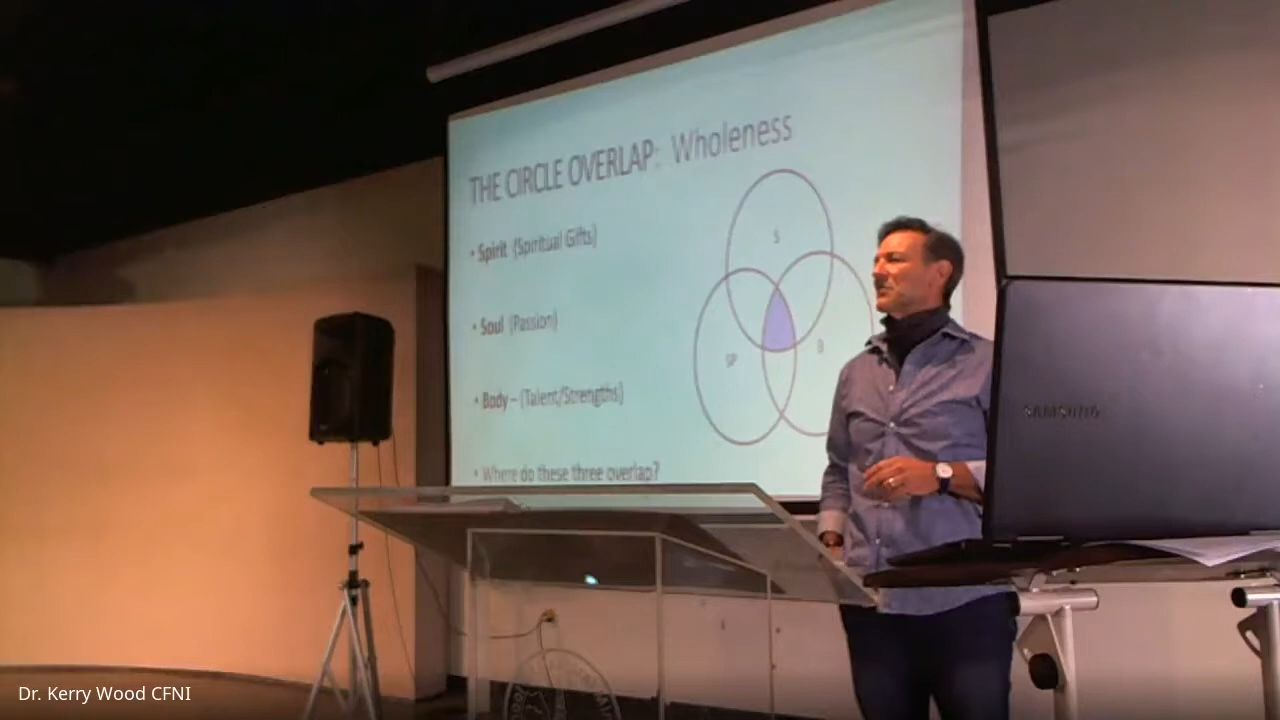 THE CIRCLE OVERLAP: Wholeness
• Spirit (Spiritual Gifts)
S
• Soul (Passion)
SP
B
• Body – (Talent/Strengths)
• Where do these three overlap?
SAMSUNG
Dr. Kerry Wood CFNI